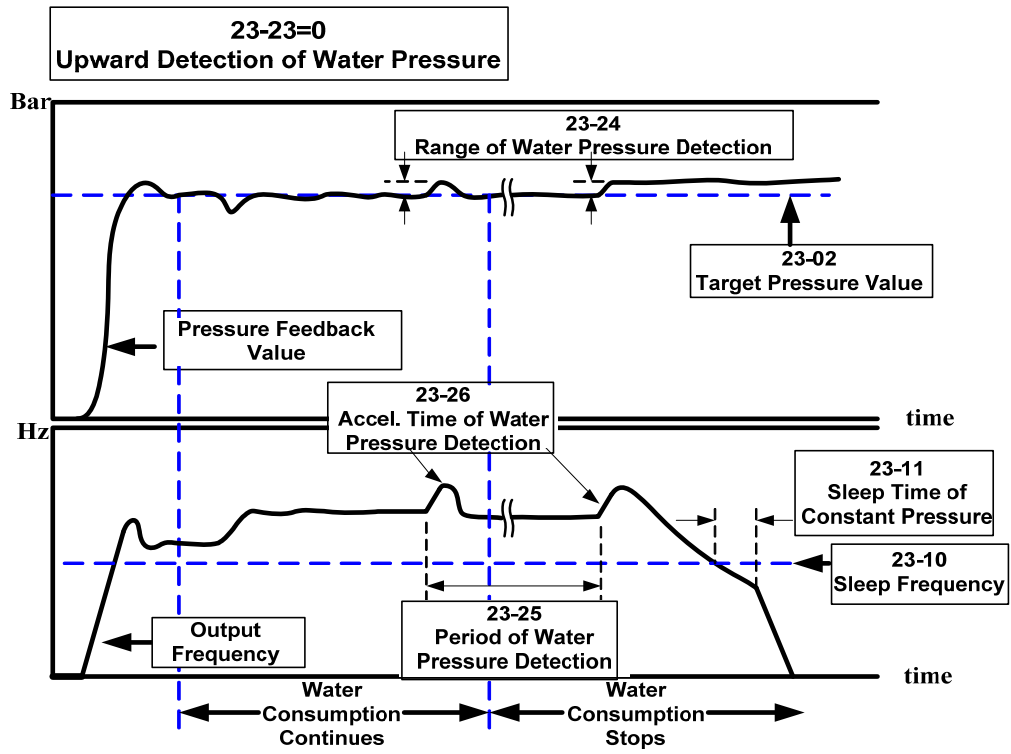 23-23=0
Upward Detection of Water Pressure
Bar
23-24
Range of Water Pressure Detection
23-02
Target Pressure Value
Pressure Feedback
Value
time
Hz
23-26
Accel. Time of Water
Pressure Detection
23-11
Sleep Time of
Constant Pressure
23-10
Sleep Frequency
23-25
Period of Water
Pressure Detection
Output
Frequency
time
Water
Consumption
Continues
Water
Consumption
Stops